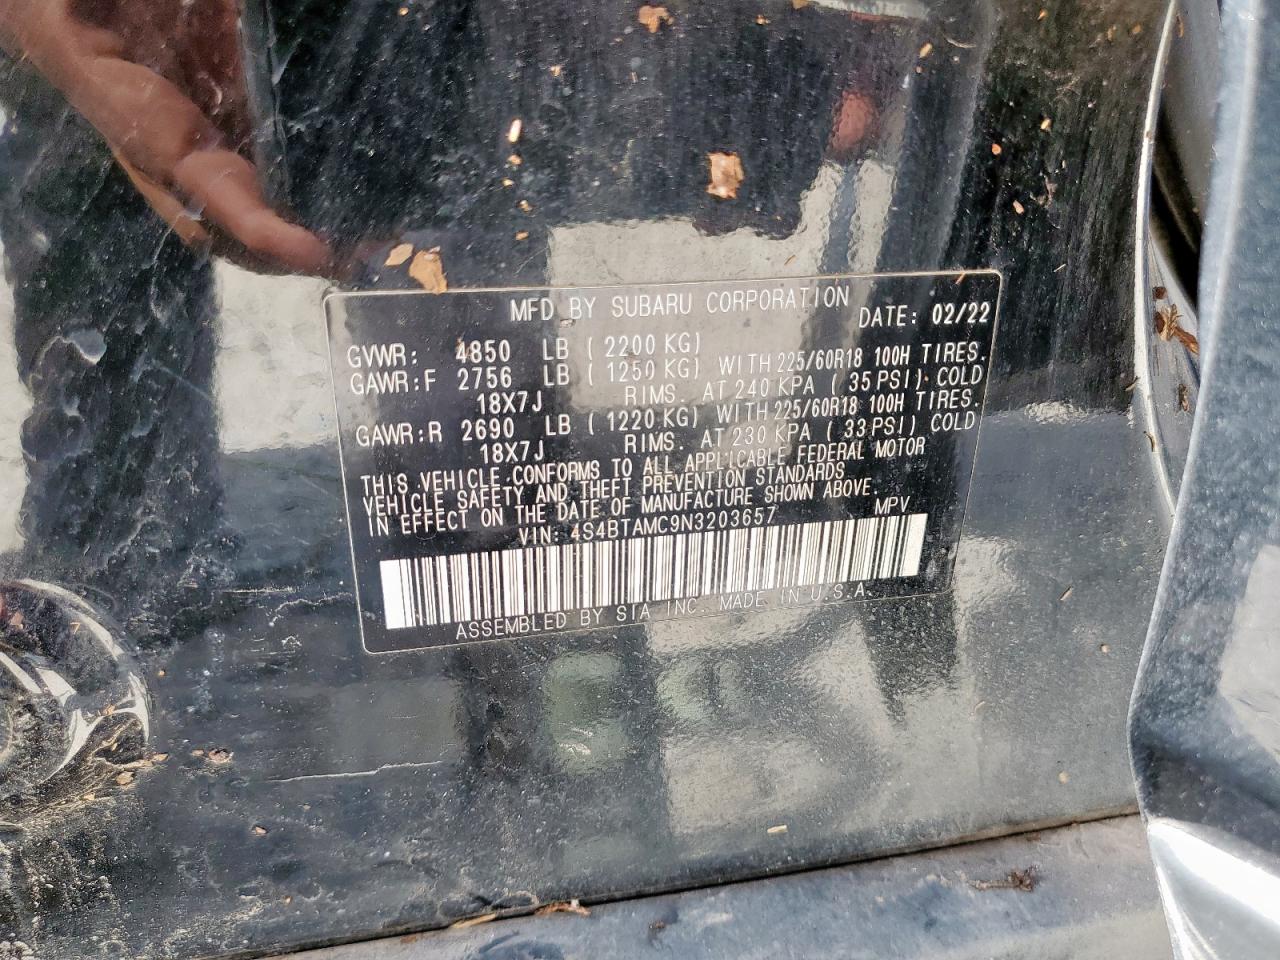 MFD BY SUBARU CORPORATION DATE: 02/22
GVWR: 4850 LB ( 2200 KG)
GAWR:F 2756 LB ( 1250 KG) WITH 225/60R18 100H TIRES.
18X7J RIMS. AT 240 KPA ( 35 PSI) COLD
GAWR:R 2690 LB ( 1220 KG) WITH 225/60R18 100H TIRES.
18X7J RIMS. AT 230 KPA ( 33 PSI) COLD
THIS VEHICLE CONFORMS TO ALL APPLICABLE FEDERAL MOTOR
VEHICLE SAFETY AND THEFT PREVENTION STANDARDS
IN EFFECT ON THE DATE OF MANUFACTURE SHOWN ABOVE.
VIN: 4S4BTAMC9N3203657 MPV
ASSEMBLED BY SIA INC. MADE IN U.S.A.